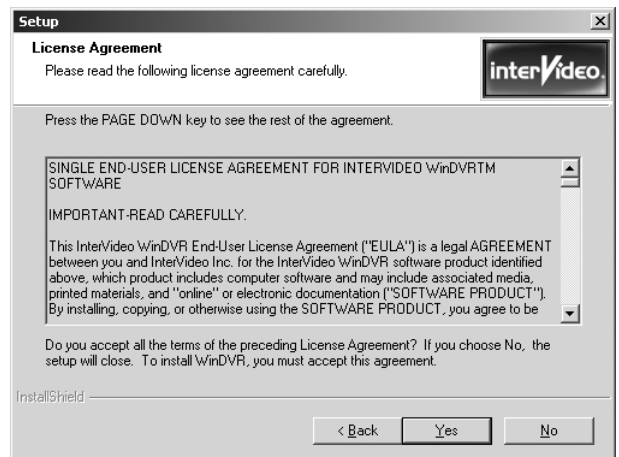 Setup
License Agreement
Please read the following license agreement carefully.
interVideo.
Press the PAGE DOWN key to see the rest of the agreement.
SINGLE END-USER LICENSE AGREEMENT FOR INTERVIDEO WinDVRTM
SOFTWARE
IMPORTANT-READ CAREFULLY.
This InterVideo WinDVR End-User License Agreement ("EULA") is a legal AGREEMENT
between you and InterVideo Inc. for the InterVideo WinDVR software product identified
above, which product includes computer software and may include associated media,
printed materials, and "online" or electronic documentation ("SOFTWARE PRODUCT").
By installing, copying, or otherwise using the SOFTWARE PRODUCT, you agree to be
Do you accept all the terms of the preceding License Agreement? If you choose No, the
setup will close. To install WinDVR, you must accept this agreement.
InstallShield
< Back
Yes
No